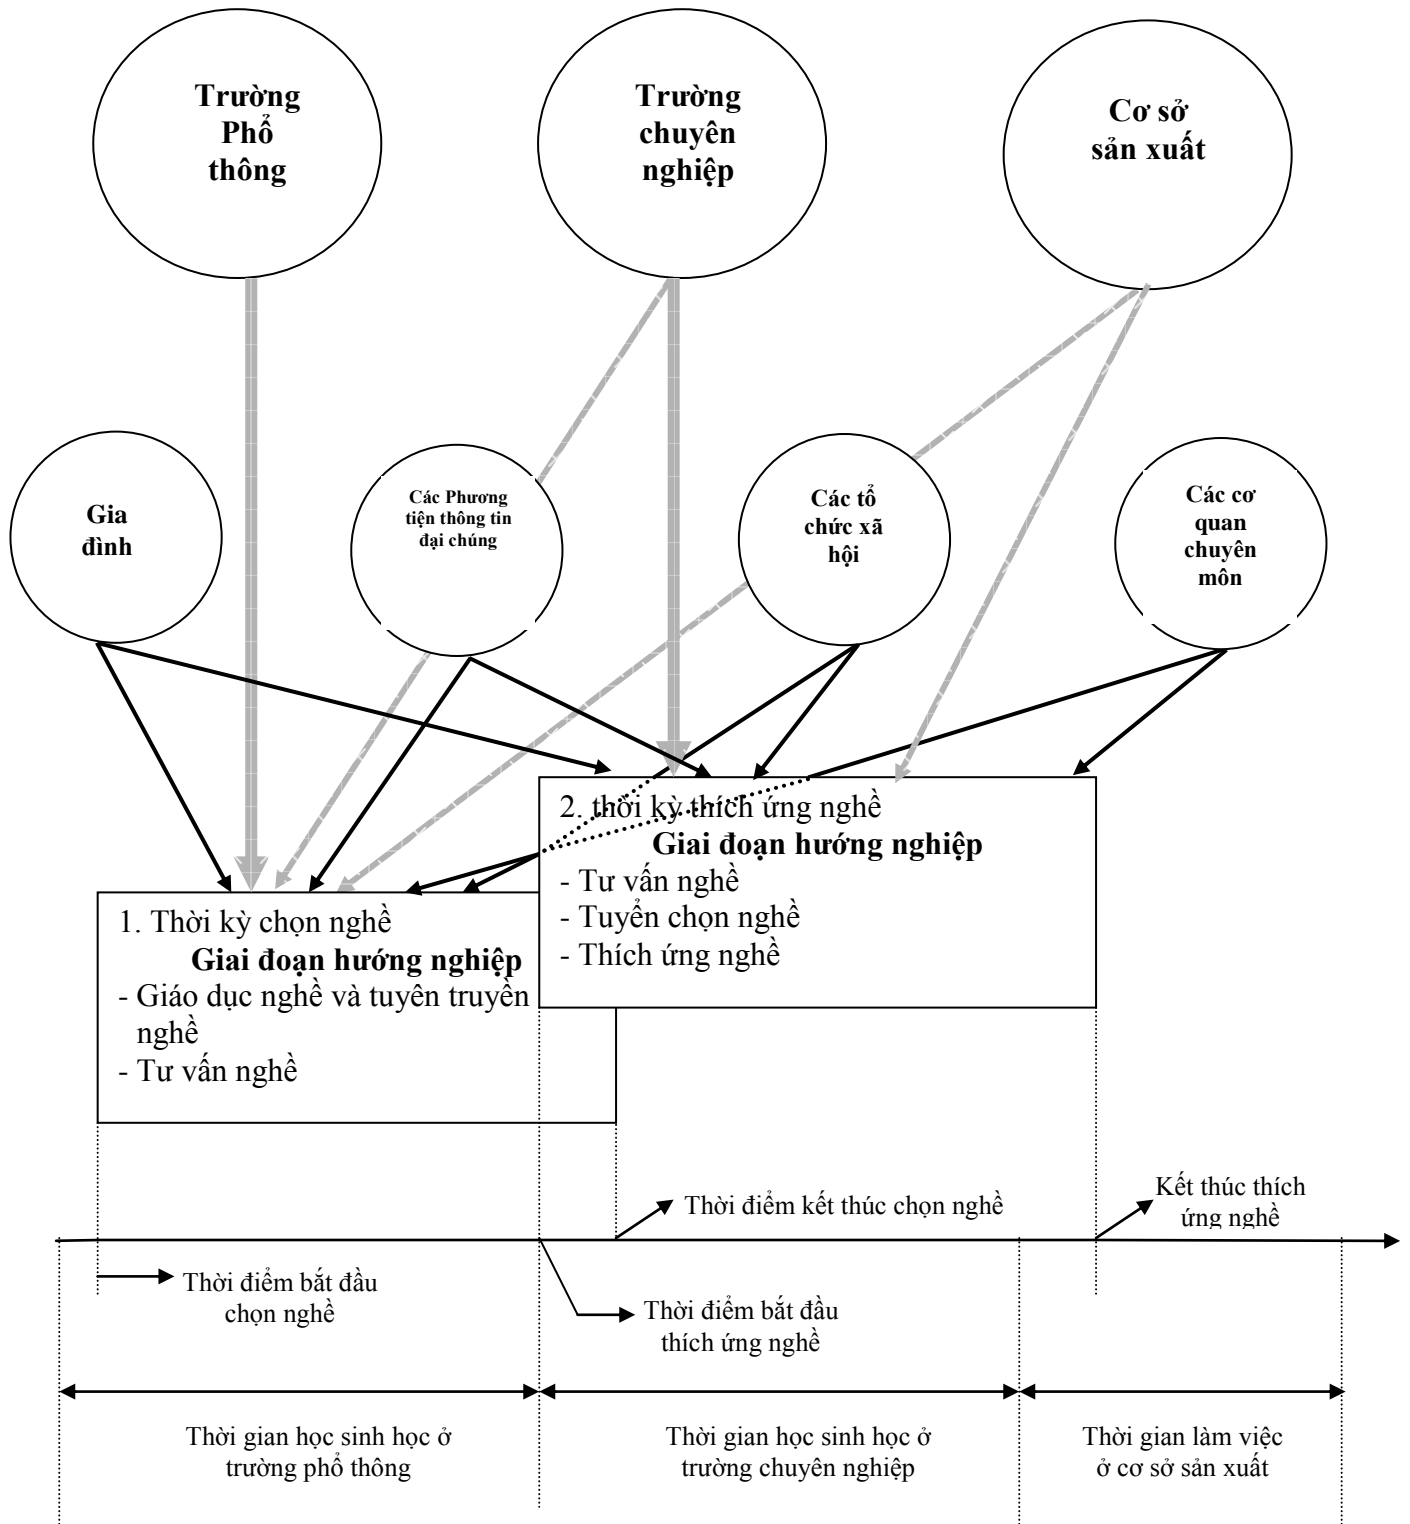 Trường
Phổ
thông
Trường
chuyên
nghiệp
Cơ sở
sản xuất
Gia
đình
Các Phương
tiện thông tin
đại chúng
Các tổ
chức xã
hội
Các cơ
quan
chuyên
môn
2. thời kỳ thích ứng nghề
Giai đoạn hướng nghiệp
- Tư vấn nghề
- Tuyển chọn nghề
- Thích ứng nghề
1. Thời kỳ chọn nghề
Giai đoạn hướng nghiệp
- Giáo dục nghề và tuyên truyền
nghề
- Tư vấn nghề
Thời điểm kết thúc chọn nghề
Kết thúc thích
ứng nghề
Thời điểm bắt đầu
chọn nghề
Thời điểm bắt đầu
thích ứng nghề
Thời gian học sinh học ở
trường phổ thông
Thời gian học sinh học ở
trường chuyên nghiệp
Thời gian làm việc
ở cơ sở sản xuất